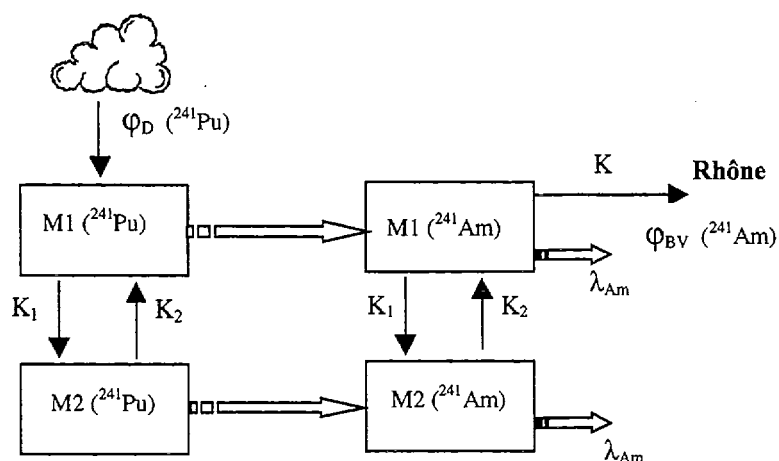 φD (²⁴¹Pu)
K Rhône
M1 (²⁴¹Pu) M1 (²⁴¹Am)
φBV (²⁴¹Am)
λAm
K₁ K₂ K₁ K₂
M2 (²⁴¹Pu) M2 (²⁴¹Am)
λAm